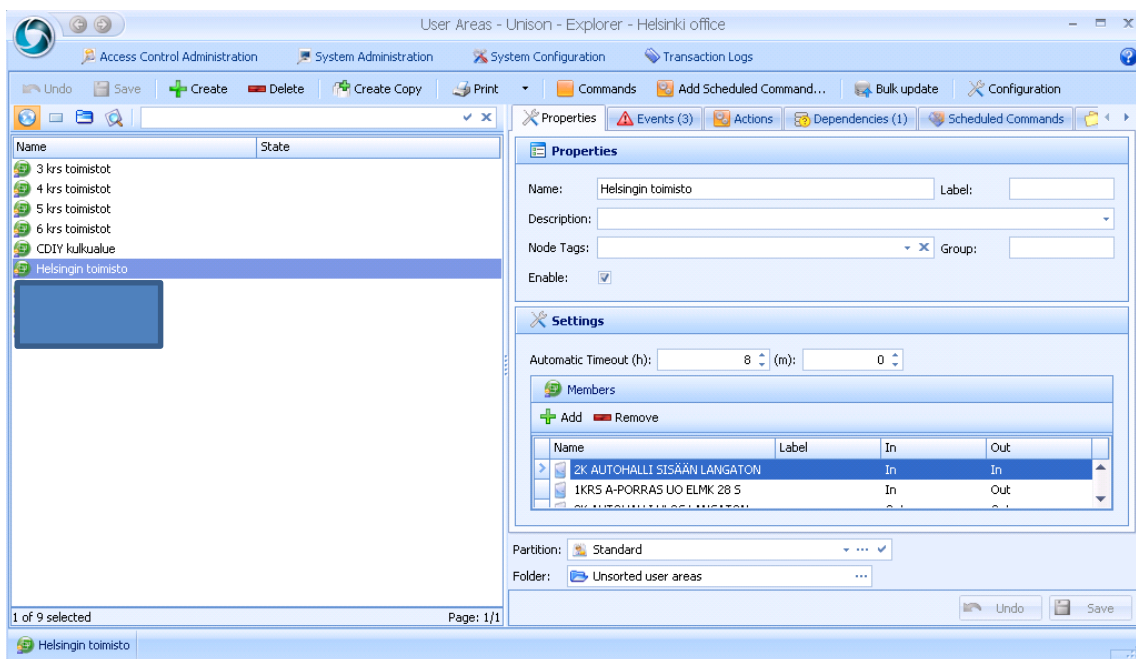 User Areas - Unison - Explorer - Helsinki office
Access Control Administration System Administration System Configuration Transaction Logs
Undo Save Create Delete Create Copy Print Commands Add Scheduled Command... Bulk update Configuration
Properties Events (3) Actions Dependencies (1) Scheduled Commands
Name State
3 krs toimistot
4 krs toimistot
5 krs toimistot
6 krs toimistot
CDIY kulkualue
Helsingin toimisto
Properties
Name: Helsingin toimisto Label:
Description:
Node Tags: Group:
Enable:
Settings
Automatic Timeout (h): 8 (m): 0
Members
Add Remove
Name Label In Out
2K AUTOHALLI SISÄÄN LANGATON In In
1KRS A-PORRAS UO ELMK 28 S In Out
Partition: Standard
Folder: Unsorted user areas
Undo Save
1 of 9 selected Page: 1/1
Helsingin toimisto